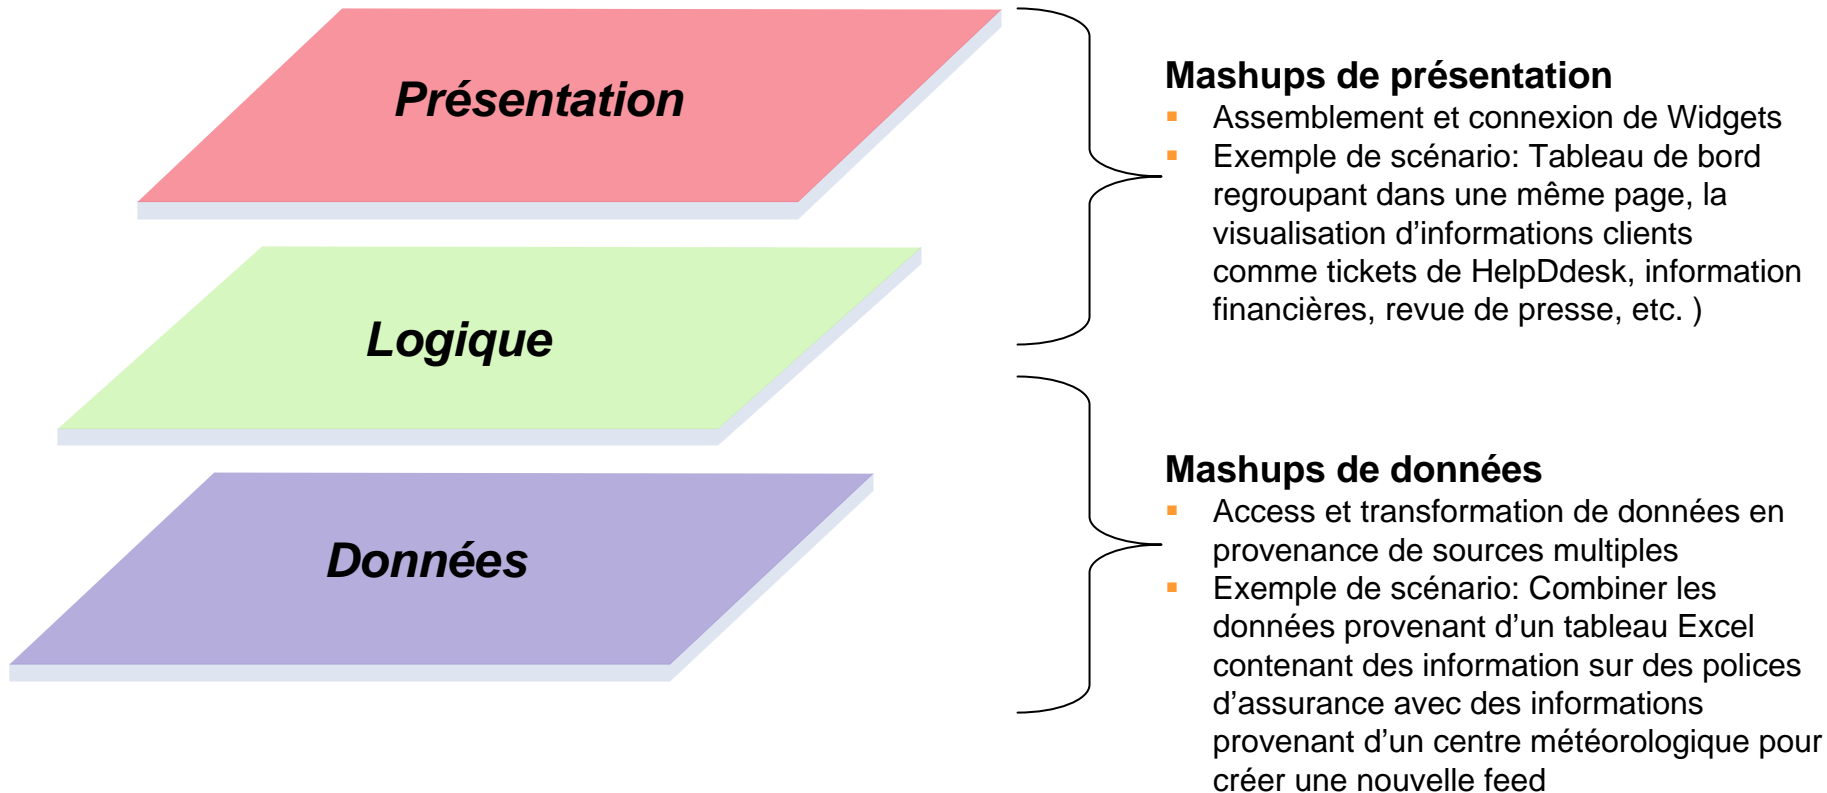 Présentation
Logique
Données
Mashups de présentation
▪ Assemblement et connexion de Widgets
▪ Exemple de scénario: Tableau de bord
regroupant dans une même page, la
visualisation d’informations clients
comme tickets de HelpDdesk, information
financières, revue de presse, etc. )
Mashups de données
▪ Access et transformation de données en
provenance de sources multiples
▪ Exemple de scénario: Combiner les
données provenant d’un tableau Excel
contenant des information sur des polices
d’assurance avec des informations
provenant d’un centre météorologique pour
créer une nouvelle feed